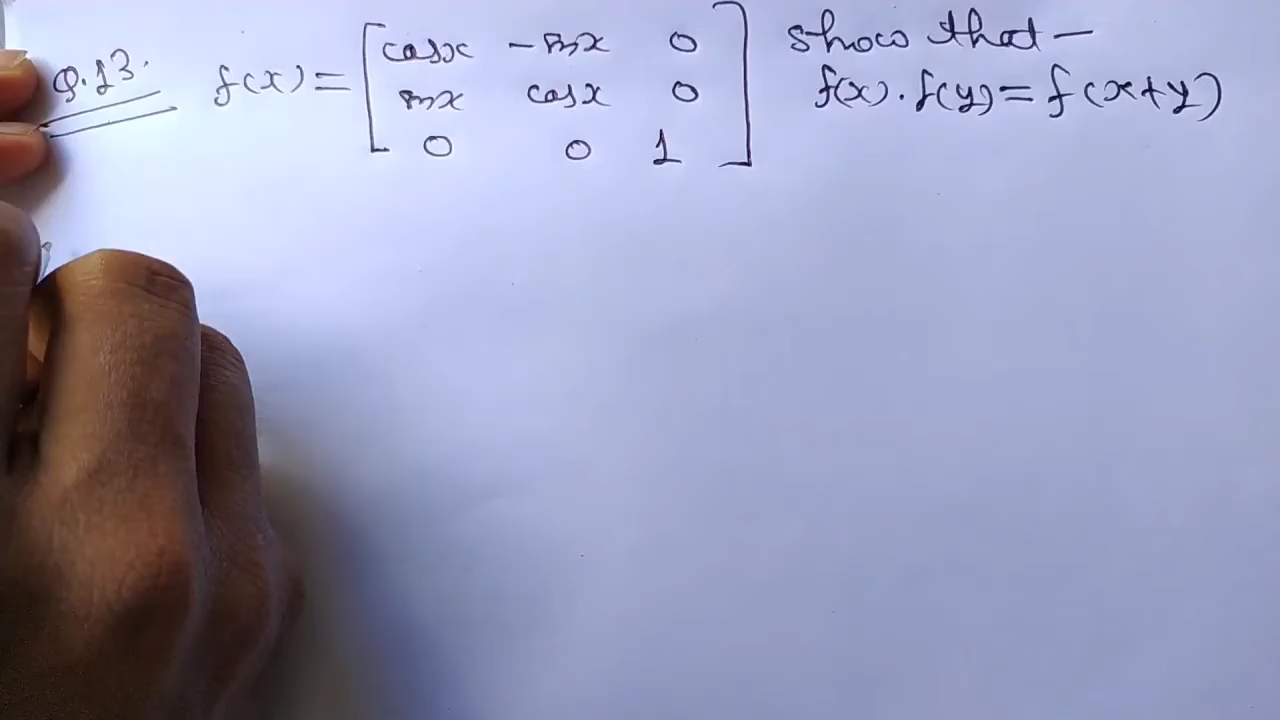 Q.13. f(x) = [ cosx - sinx 0 ] show that -
sinx cosx 0 f(x). f(y) = f(x+y)
0 0 1